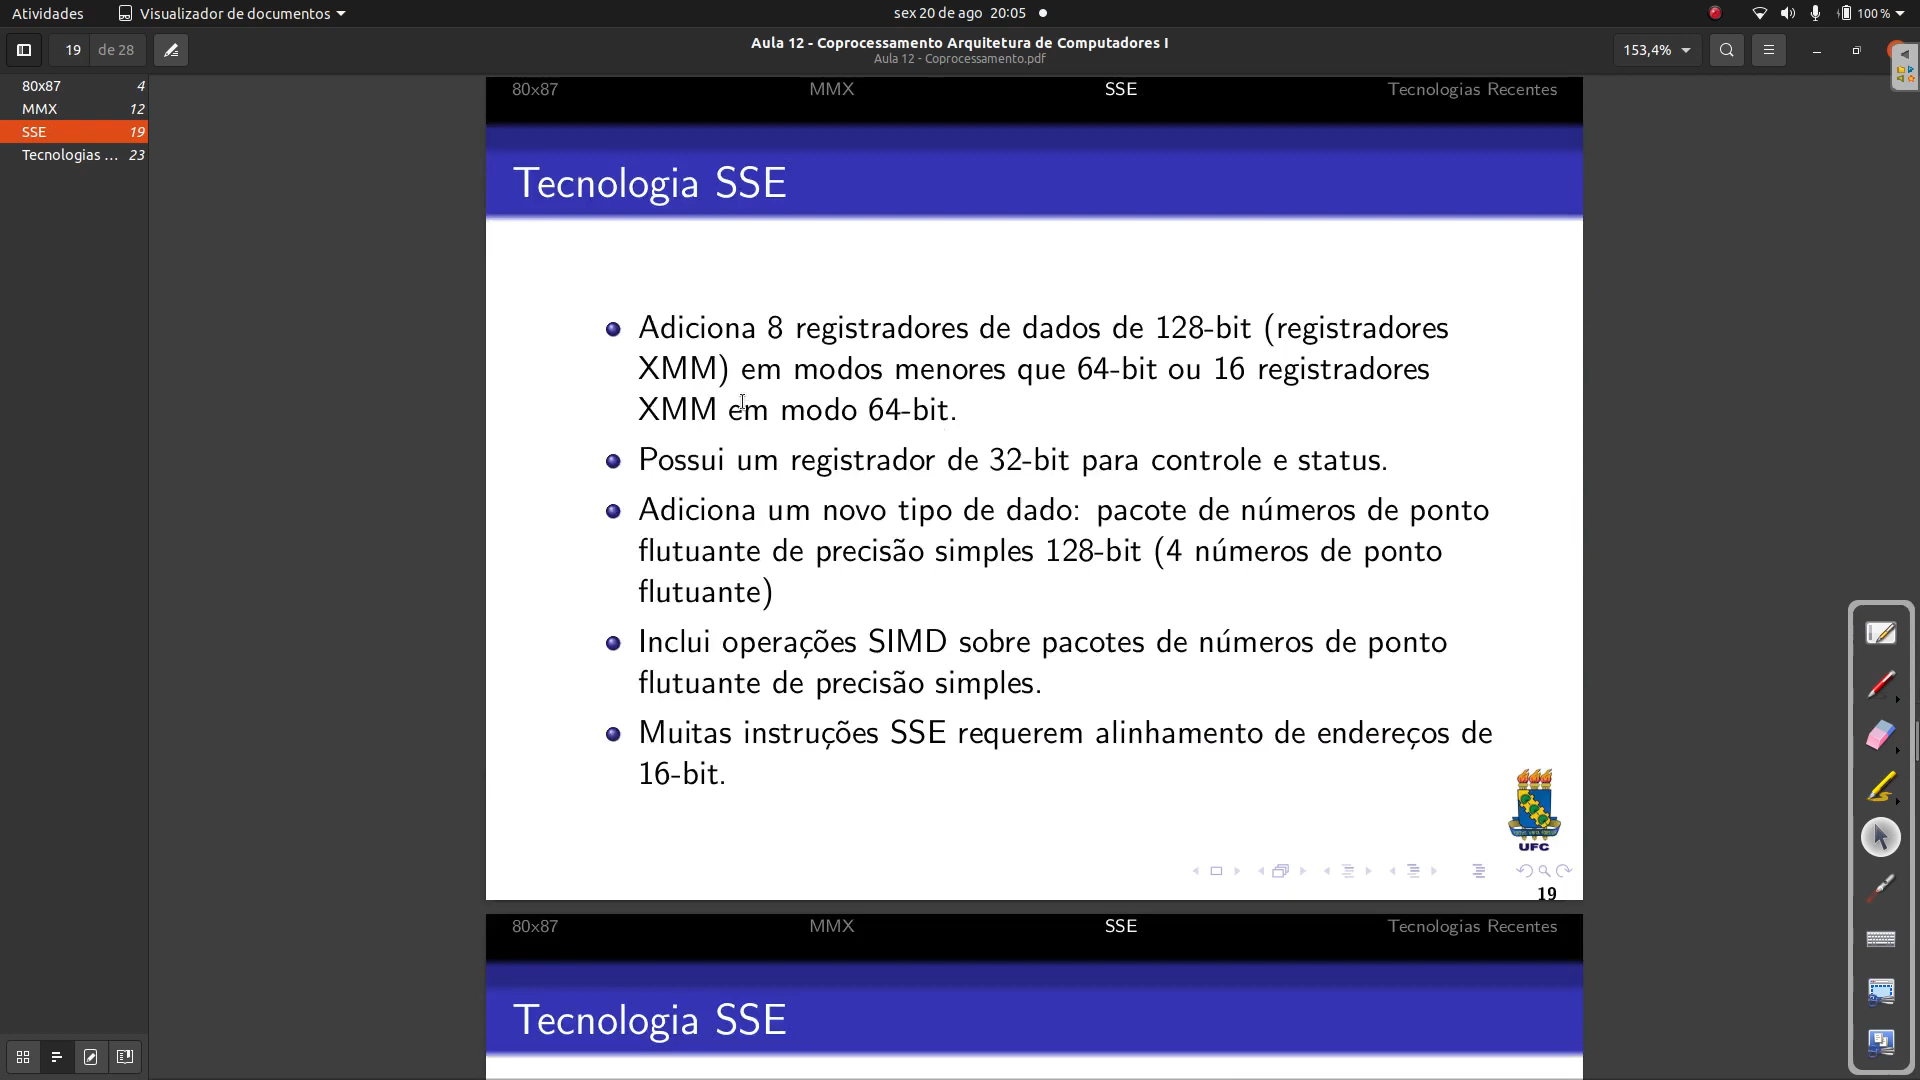 Atividades Visualizador de documentos sex 20 de ago 20:05 100 %
19 de 28 Aula 12 - Coprocessamento Arquitetura de Computadores I 153,4%
Aula 12 - Coprocessamento.pdf
80x87 4
MMX 12
SSE 19
Tecnologias ... 23
80x87 MMX SSE Tecnologias Recentes
Tecnologia SSE
Adiciona 8 registradores de dados de 128-bit (registradores
XMM) em modos menores que 64-bit ou 16 registradores
XMM em modo 64-bit.
Possui um registrador de 32-bit para controle e status.
Adiciona um novo tipo de dado: pacote de números de ponto
flutuante de precisão simples 128-bit (4 números de ponto
flutuante)
Inclui operações SIMD sobre pacotes de números de ponto
flutuante de precisão simples.
Muitas instruções SSE requerem alinhamento de endereços de
16-bit.
UFC
19
80x87 MMX SSE Tecnologias Recentes
Tecnologia SSE